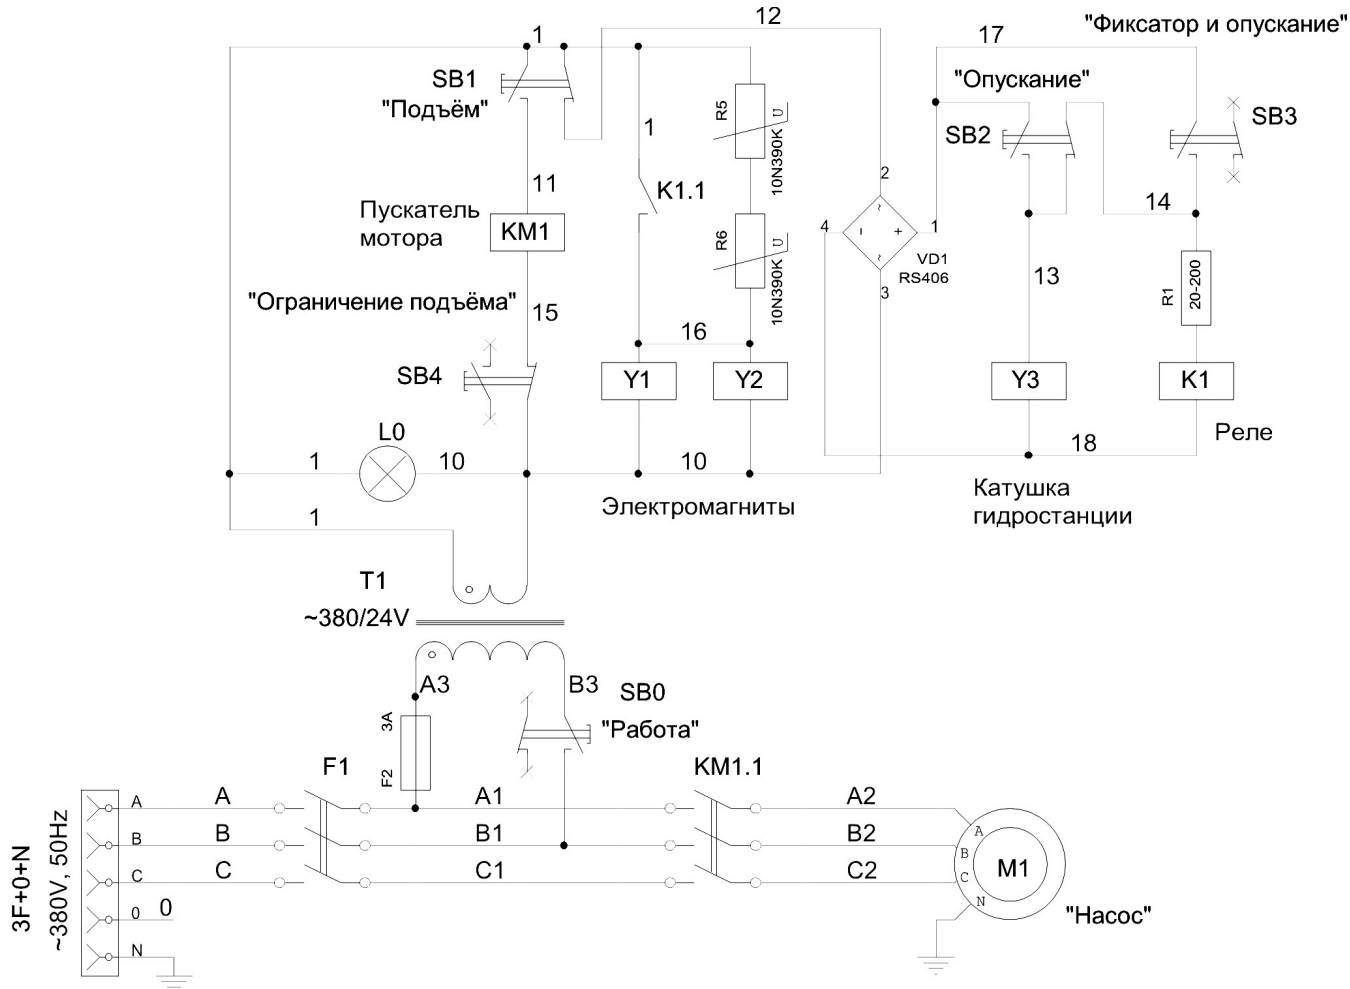 12
17
"Фиксатор и опускание"
1
SB1
"Подъём"
"Опускание"
SB2
SB3
R5
10N390K
U
1
K1.1
11
Пускатель
мотора
KM1
R6
10N390K
U
2
4
1
3
~
~
-
+
VD1
RS406
14
13
R1
20-200
"Ограничение подъёма"
15
16
SB4
Y1
Y2
Y3
K1
Реле
L0
1
10
10
18
Электромагниты
Катушка
гидростанции
1
T1
~380/24V
A3
B3
SB0
"Работа"
3A
F2
F1
KM1.1
3F+0+N
~380V, 50Hz
A
A
A1
A2
A
B
B
B1
B2
B
C
C
C1
C2
C
M1
0
0
N
N
"Насос"